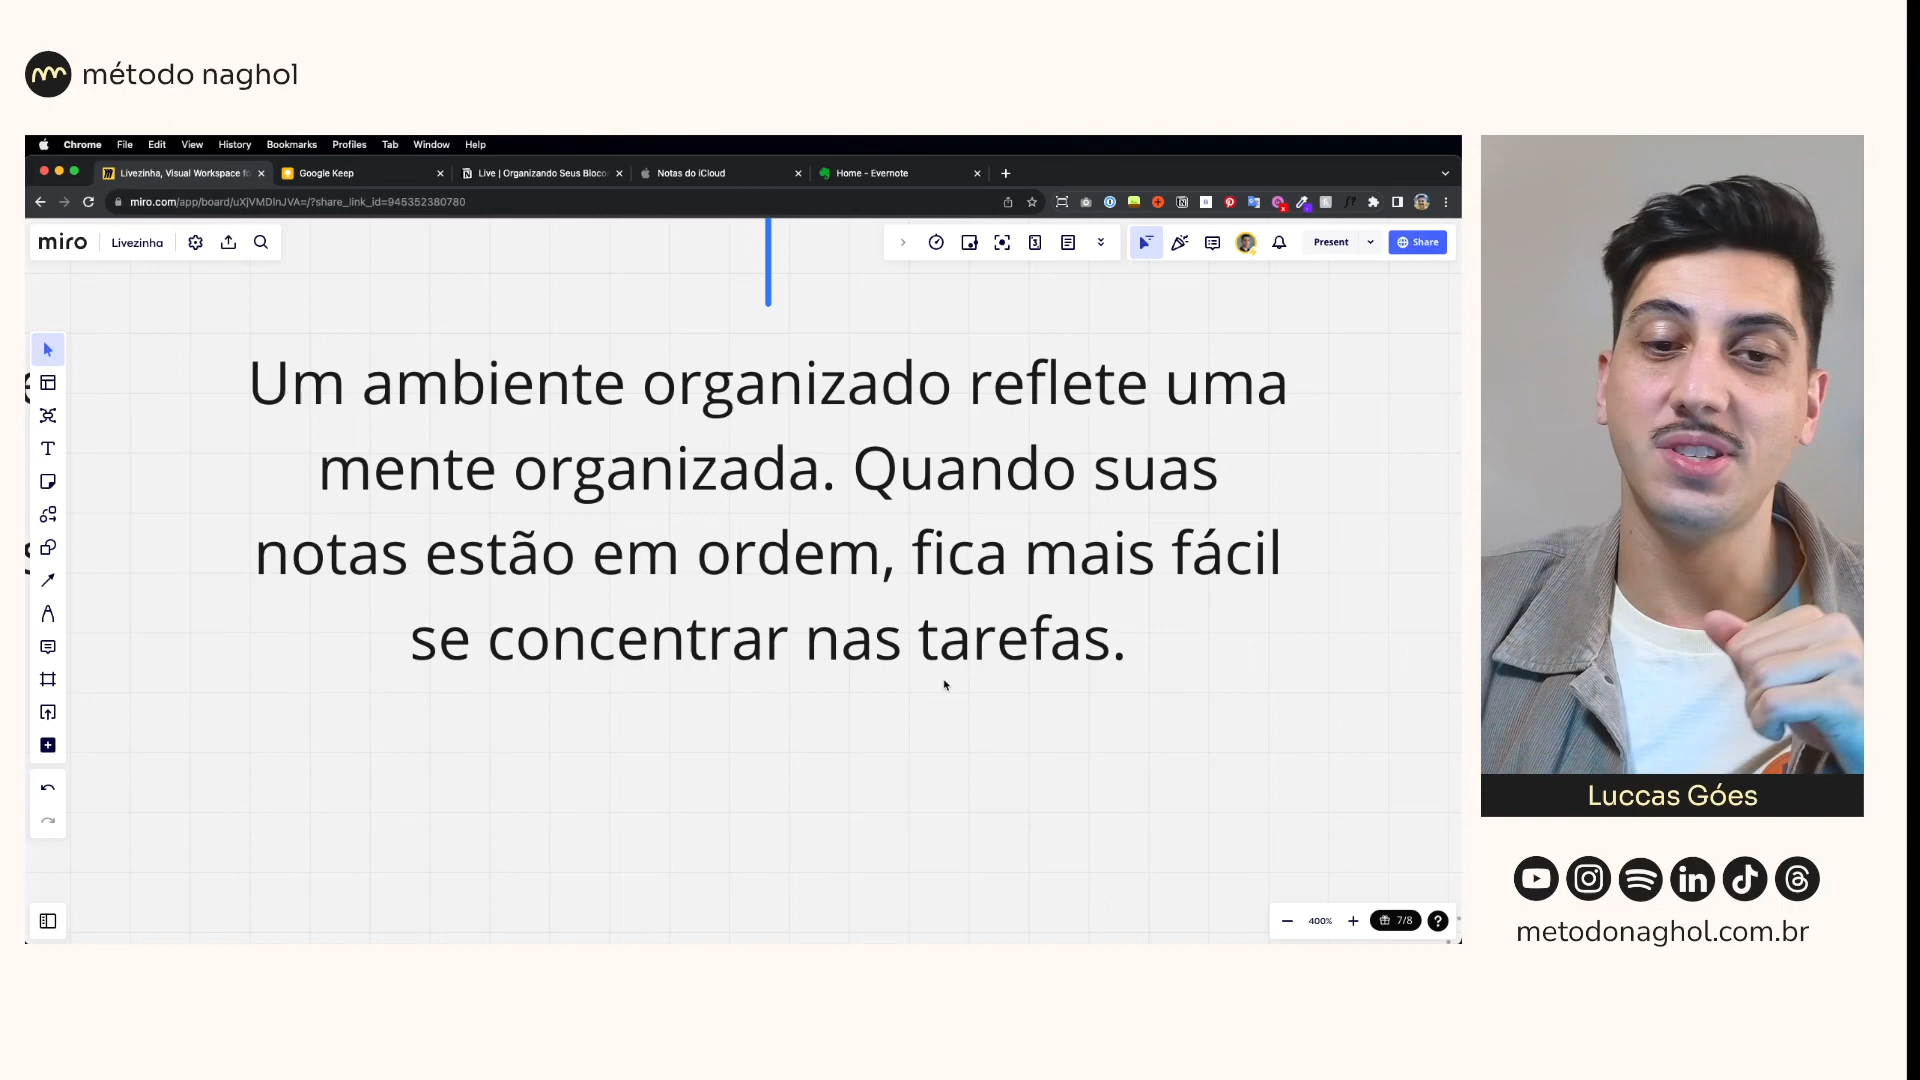 método naghol
Chrome File Edit View History Bookmarks Profiles Tab Window Help
Livezinha, Visual Workspace fo
Google Keep
Live | Organizando Seus Bloco
Notas do iCloud
Home - Evernote
miro.com/app/board/uXjVMDInJVA=/?share_link_id=945352380780
miro
Livezinha
Present
Share
Um ambiente organizado reflete uma
mente organizada. Quando suas
notas estão em ordem, fica mais fácil
se concentrar nas tarefas.
400%
7/8
Luccas Góes
metodonaghol.com.br